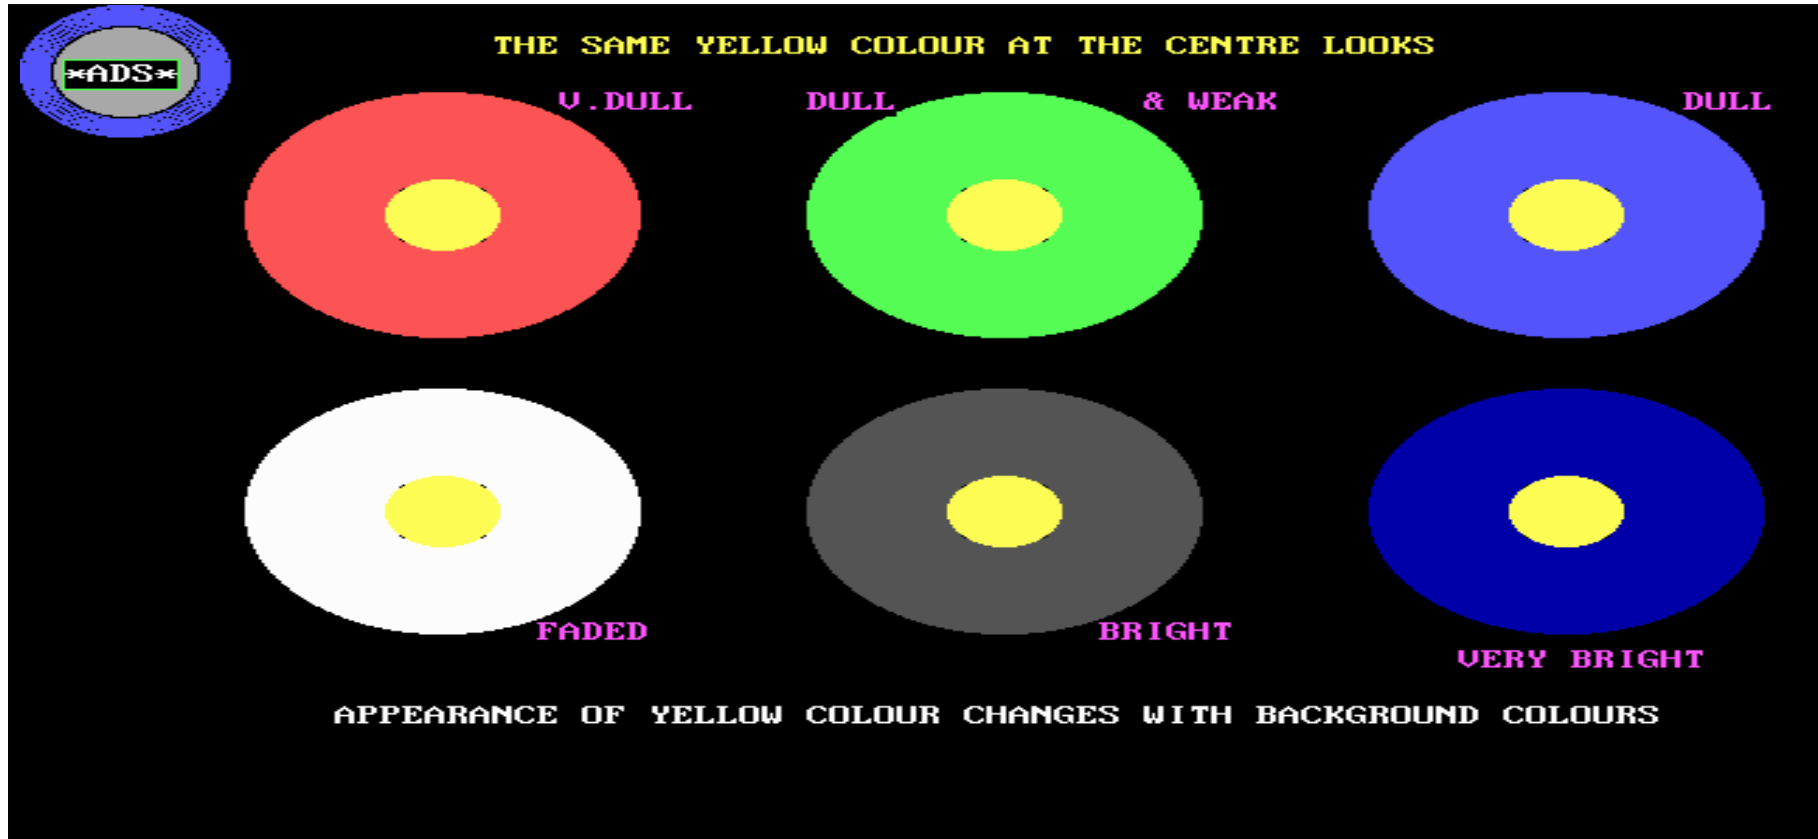 *ADS*
THE SAME YELLOW COLOUR AT THE CENTRE LOOKS
V.DULL DULL & WEAK DULL
FADED BRIGHT
VERY BRIGHT
APPEARANCE OF YELLOW COLOUR CHANGES WITH BACKGROUND COLOURS